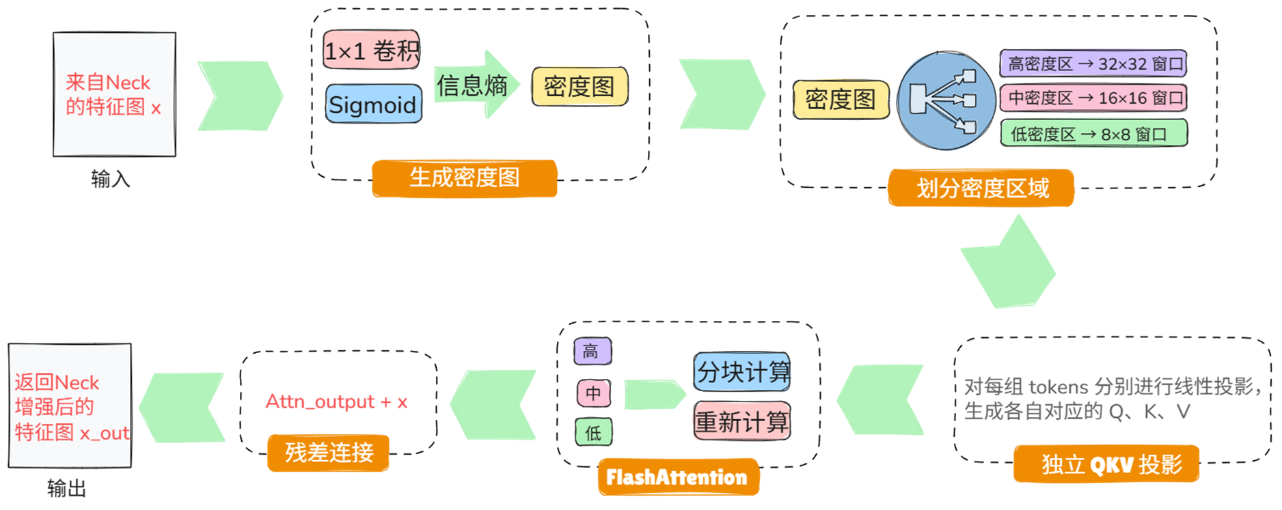 来自Neck
的特征图 x
输入
1×1 卷积
Sigmoid
信息熵
密度图
生成密度图
密度图
高密度区 → 32×32 窗口
中密度区 → 16×16 窗口
低密度区 → 8×8 窗口
划分密度区域
对每组 tokens 分别进行线性投影，
生成各自对应的 Q、K、V
独立 QKV 投影
高
中
低
分块计算
重新计算
FlashAttention
Attn_output + x
残差连接
返回Neck
增强后的
特征图 x_out
输出